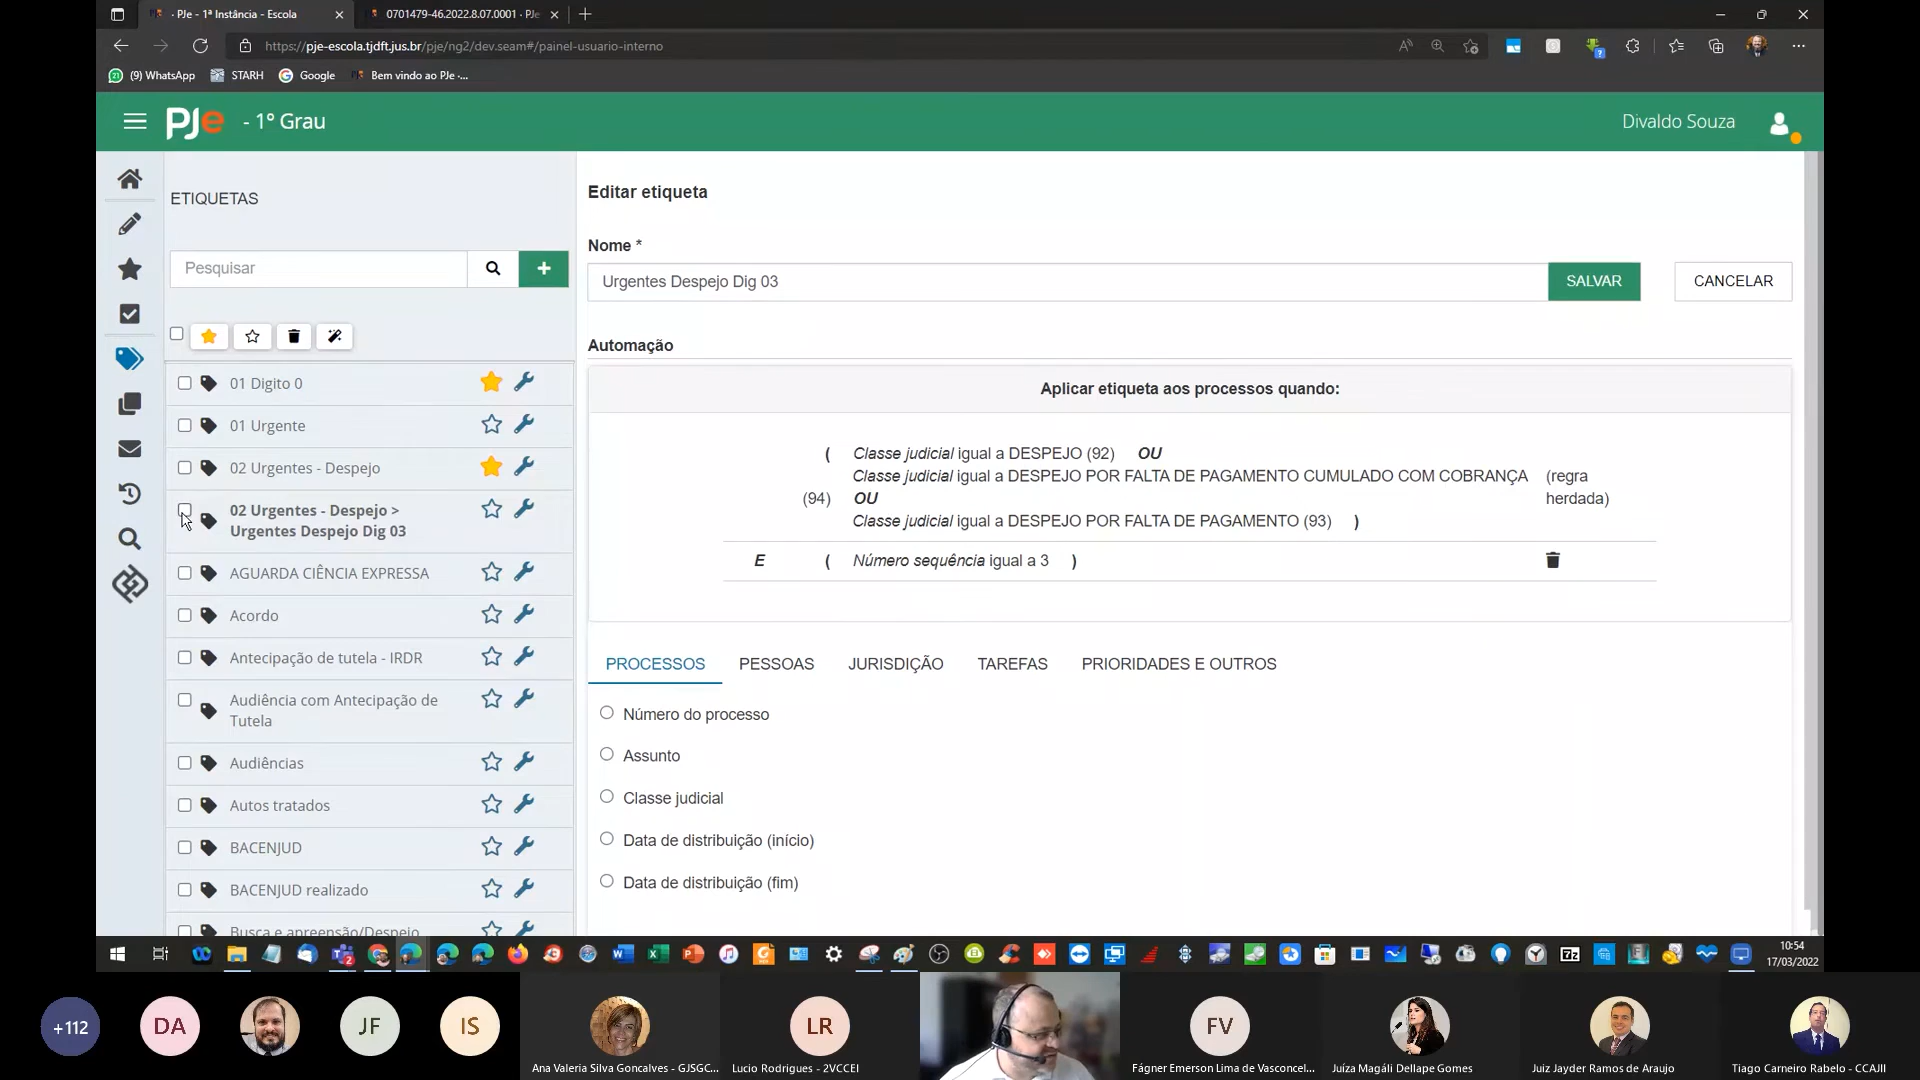 PJe - 1ª Instância - Escola
0701479-46.2022.8.07.0001 · PJe
https://pje-escola.tjdft.jus.br/pje/ng2/dev.seam#/painel-usuario-interno
(9) WhatsApp
STARH
Google
Bem vindo ao PJe ·...
PJe - 1º Grau
Divaldo Souza
ETIQUETAS
Pesquisar
01 Digito 0
01 Urgente
02 Urgentes - Despejo
02 Urgentes - Despejo >
Urgentes Despejo Dig 03
AGUARDA CIÊNCIA EXPRESSA
Acordo
Antecipação de tutela - IRDR
Audiência com Antecipação de
Tutela
Audiências
Autos tratados
BACENJUD
BACENJUD realizado
Busca e apreensão/Despejo
Editar etiqueta
Nome *
Urgentes Despejo Dig 03
SALVAR
CANCELAR
Automação
Aplicar etiqueta aos processos quando:
( Classe judicial igual a DESPEJO (92) OU
Classe judicial igual a DESPEJO POR FALTA DE PAGAMENTO CUMULADO COM COBRANÇA
(94) OU
Classe judicial igual a DESPEJO POR FALTA DE PAGAMENTO (93) )
(regra
herdada)
E ( Número sequência igual a 3 )
PROCESSOS
PESSOAS
JURISDIÇÃO
TAREFAS
PRIORIDADES E OUTROS
Número do processo
Assunto
Classe judicial
Data de distribuição (início)
Data de distribuição (fim)
10:54
17/03/2022
+112
DA
JF
IS
LR
FV
Ana Valeria Silva Goncalves - GJSGC...
Lucio Rodrigues - 2VCCEI
Fágner Emerson Lima de Vasconcel...
Juíza Magáli Dellape Gomes
Juiz Jayder Ramos de Araujo
Tiago Carneiro Rabelo - CCAJII